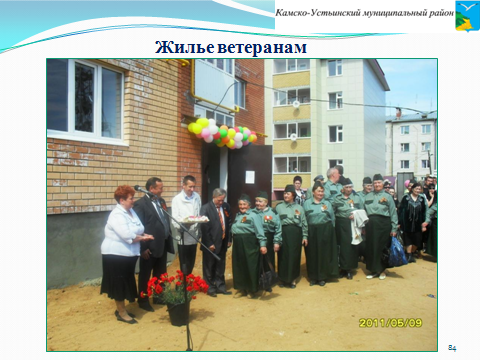 Камско-Устьинский муниципальный район
Жилье ветеранам
2011/05/09
84